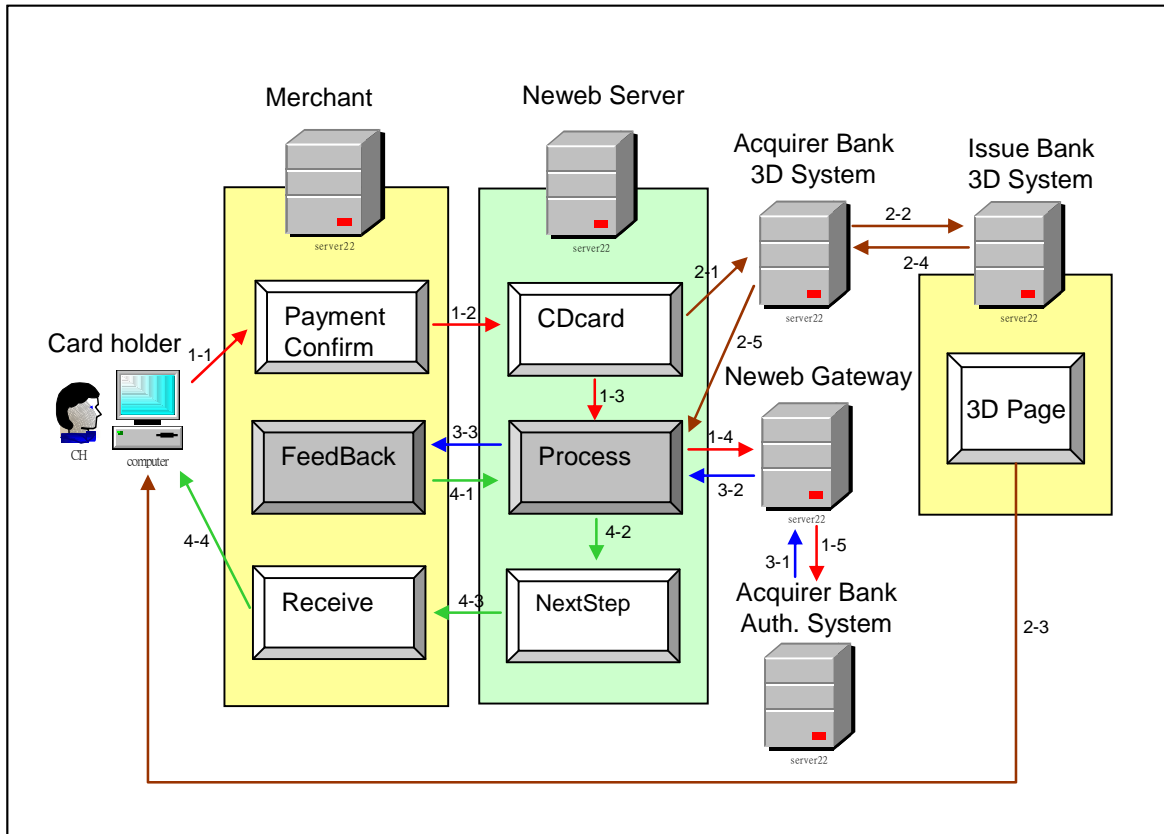 Merchant
server22
Neweb Server
server22
Acquirer Bank
3D System
server22
Issue Bank
3D System
server22
2-2
2-4
2-1
2-5
Payment
Confirm
1-2
CDcard
Card holder
1-1
CH
computer
1-3
Neweb Gateway
server22
3D Page
FeedBack
3-3
4-1
Process
1-4
3-2
4-2
3-1
1-5
4-4
Receive
4-3
NextStep
Acquirer Bank
Auth. System
server22
2-3